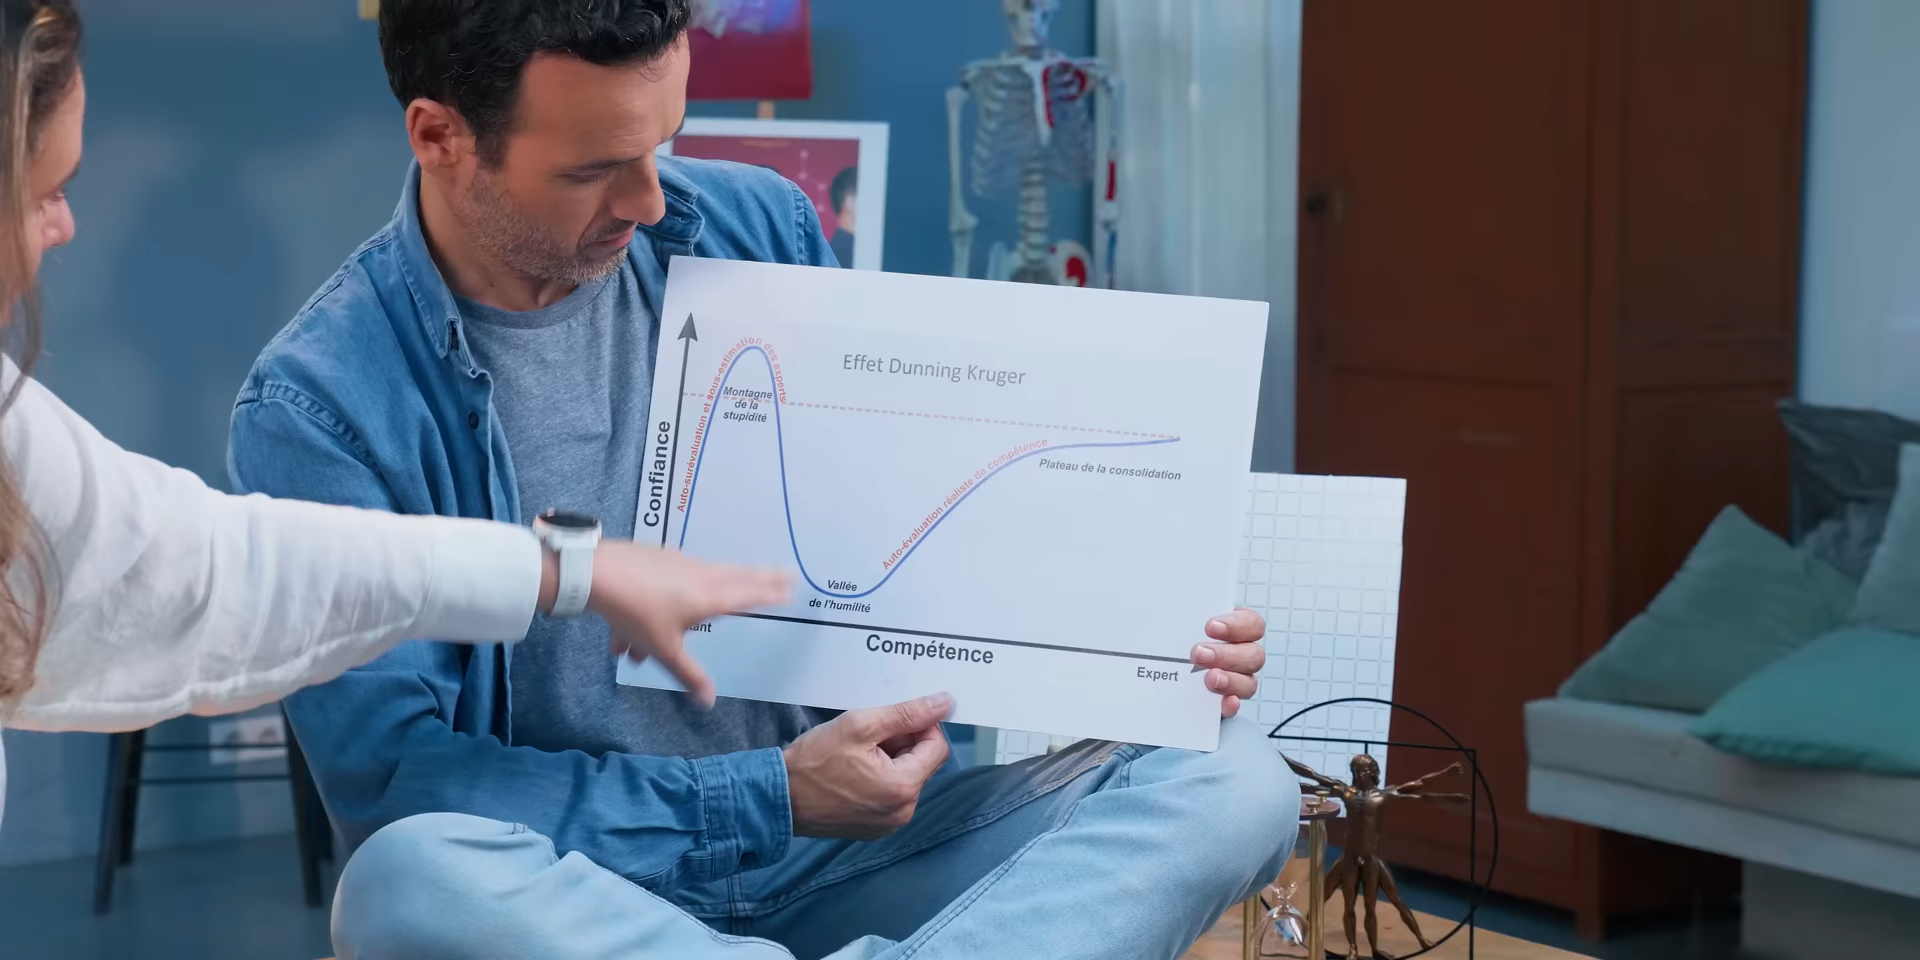 Effet Dunning Kruger
Auto-surévaluation et sous-estimation des experts
Montagne
de la
stupidité
Confiance
Auto-évaluation réaliste de compétence
Plateau de la consolidation
Vallée
de l'humilité
Compétence
Expert